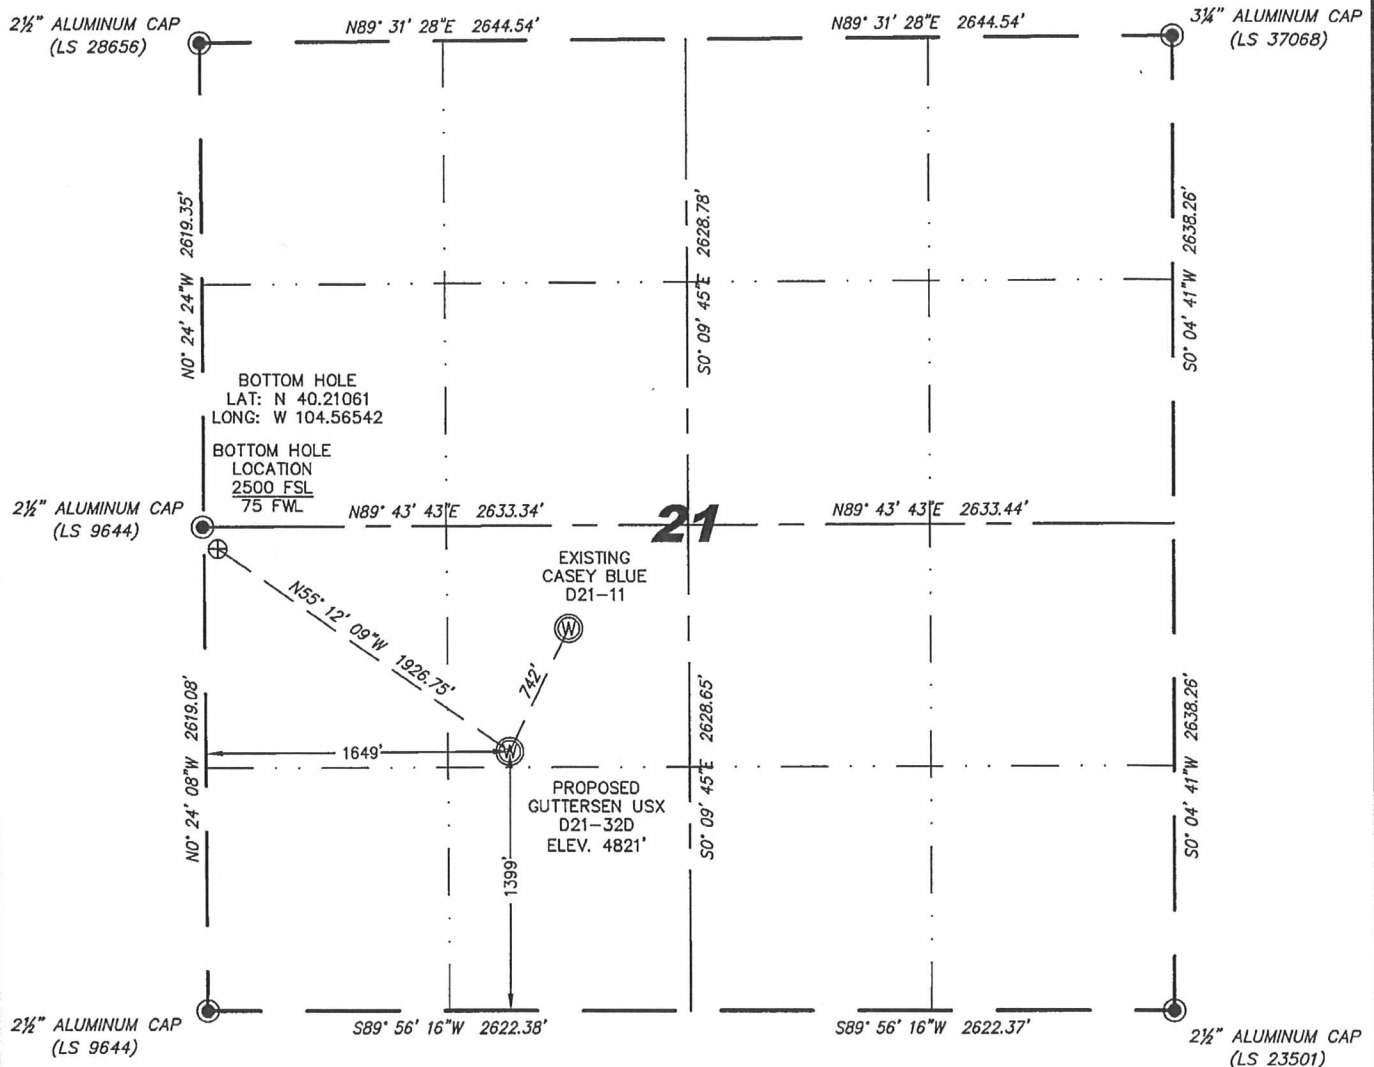 2½" ALUMINUM CAP
(LS 28656)
N89° 31' 28"E 2644.54'
N89° 31' 28"E 2644.54'
3¼" ALUMINUM CAP
(LS 37068)
N0° 24' 24"W 2619.35'
S0° 09' 45"E 2628.78'
S0° 04' 41"W 2638.26'
BOTTOM HOLE
LAT: N 40.21061
LONG: W 104.56542
BOTTOM HOLE
LOCATION
2500 FSL
75 FWL
2½" ALUMINUM CAP
(LS 9644)
N89° 43' 43"E 2633.34'
21
N89° 43' 43"E 2633.44'
EXISTING
CASEY BLUE
D21-11
W
N55° 12' 09"W 1926.75'
742'
N0° 24' 08"W 2619.08'
1649'
W
S0° 09' 45"E 2628.65'
S0° 04' 41"W 2638.26'
PROPOSED
GUTTERSEN USX
D21-32D
ELEV. 4821'
1399'
2½" ALUMINUM CAP
(LS 9644)
S89° 56' 16"W 2622.38'
S89° 56' 16"W 2622.37'
2½" ALUMINUM CAP
(LS 23501)